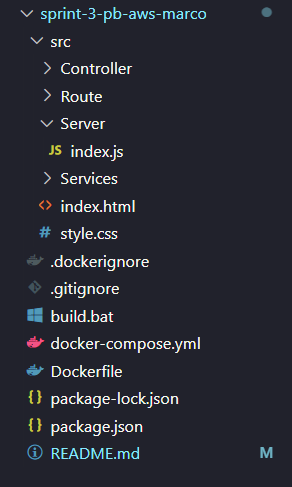 sprint-3-pb-aws-marco
src
Controller
Route
Server
JS index.js
Services
<> index.html
# style.css
.dockerignore
.gitignore
build.bat
docker-compose.yml
Dockerfile
{} package-lock.json
{} package.json
README.md M